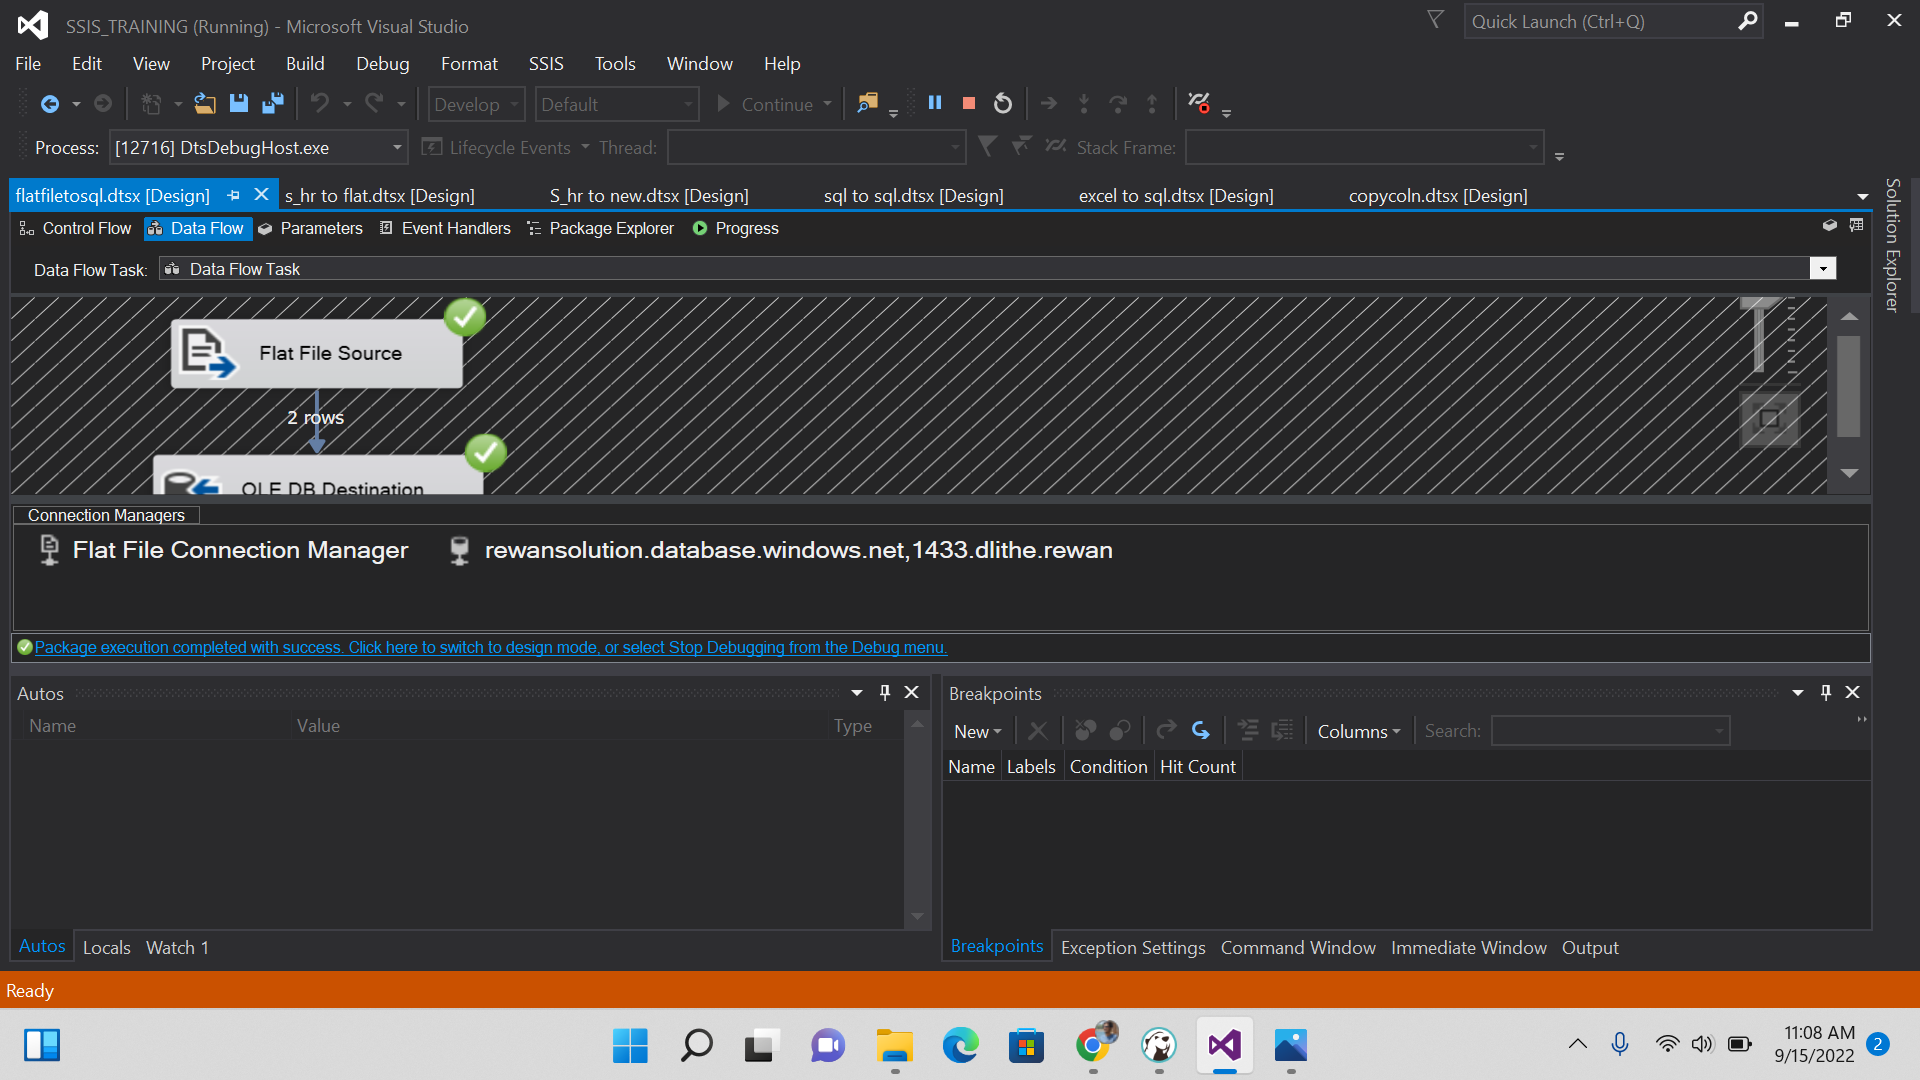 SSIS_TRAINING (Running) - Microsoft Visual Studio
Quick Launch (Ctrl+Q)
File Edit View Project Build Debug Format SSIS Tools Window Help
Develop Default Continue
Process: [12716] DtsDebugHost.exe Lifecycle Events Thread: Stack Frame:
flatfiletosql.dtsx [Design] s_hr to flat.dtsx [Design] S_hr to new.dtsx [Design] sql to sql.dtsx [Design] excel to sql.dtsx [Design] copycoln.dtsx [Design]
Solution Explorer
Control Flow Data Flow Parameters Event Handlers Package Explorer Progress
Data Flow Task: Data Flow Task
Flat File Source
2 rows
OLE DB Destination
Connection Managers
Flat File Connection Manager rewansolution.database.windows.net,1433.dlithe.rewan
Package execution completed with success. Click here to switch to design mode, or select Stop Debugging from the Debug menu.
Autos
Name Value Type
Breakpoints
New Columns Search:
Name Labels Condition Hit Count
Autos Locals Watch 1
Breakpoints Exception Settings Command Window Immediate Window Output
Ready
11:08 AM
9/15/2022
2